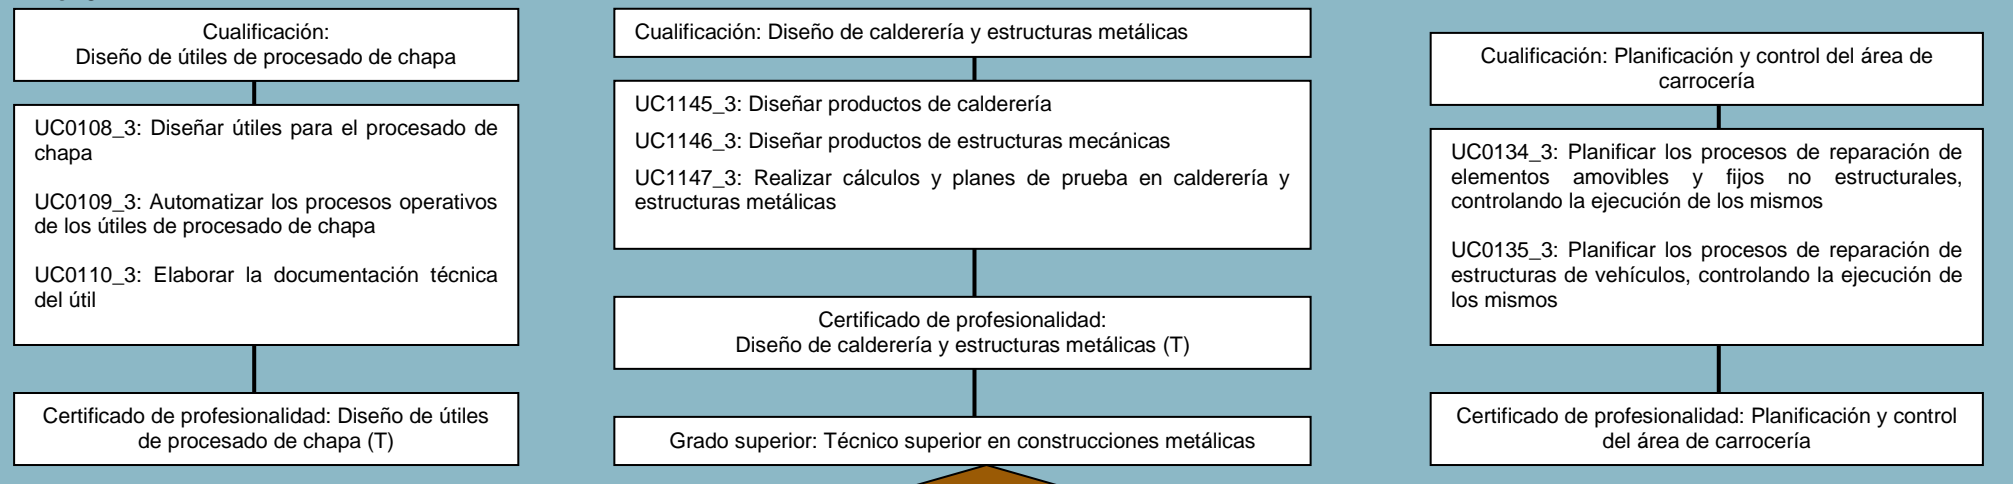 Cualificación:
Diseño de útiles de procesado de chapa
UC0108_3: Diseñar útiles para el procesado de
chapa
UC0109_3: Automatizar los procesos operativos
de los útiles de procesado de chapa
UC0110_3: Elaborar la documentación técnica
del útil
Certificado de profesionalidad: Diseño de útiles
de procesado de chapa (T)
Cualificación: Diseño de calderería y estructuras metálicas
UC1145_3: Diseñar productos de calderería
UC1146_3: Diseñar productos de estructuras mecánicas
UC1147_3: Realizar cálculos y planes de prueba en calderería y
estructuras metálicas
Certificado de profesionalidad:
Diseño de calderería y estructuras metálicas (T)
Grado superior: Técnico superior en construcciones metálicas
Cualificación: Planificación y control del área de
carrocería
UC0134_3: Planificar los procesos de reparación de
elementos amovibles y fijos no estructurales,
controlando la ejecución de los mismos
UC0135_3: Planificar los procesos de reparación de
estructuras de vehículos, controlando la ejecución de
los mismos
Certificado de profesionalidad: Planificación y control
del área de carrocería